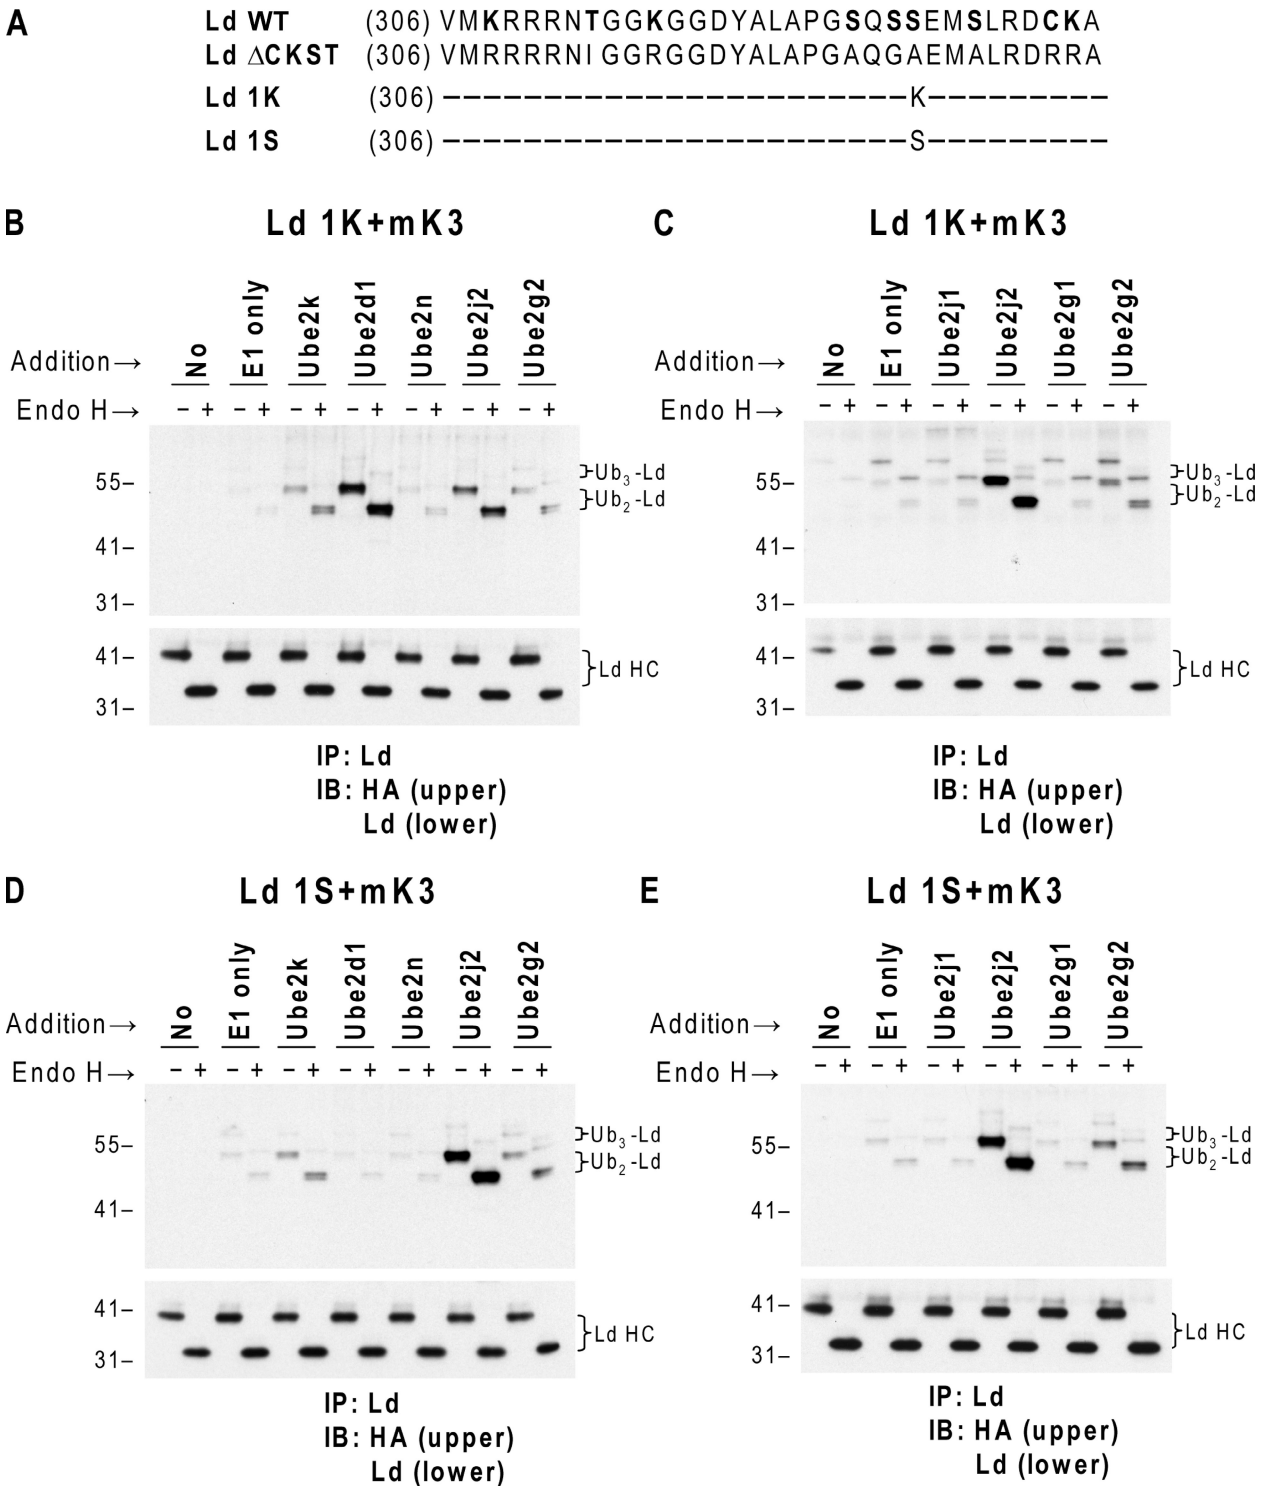 A
Ld WT (306) VMKRRRNTGGKGGDYALAPGSQSSEMSLRDCKA
Ld ΔCKST (306) VMRRRRNIGGRGGDYALAPGAQGAEMALRDRRA
Ld 1K (306) ———————————————————————K—————————
Ld 1S (306) ———————————————————————S—————————
B
Ld 1K+mK3
Addition→ No E1 only Ube2k Ube2d1 Ube2n Ube2j2 Ube2g2
Endo H→ – + – + – + – + – + – + – +
55–
41–
31–
Ub3-Ld
Ub2-Ld
41–
31–
Ld HC
IP: Ld
IB: HA (upper)
Ld (lower)
C
Ld 1K+mK3
Addition→ No E1 only Ube2j1 Ube2j2 Ube2g1 Ube2g2
Endo H→ – + – + – + – + – + – +
55–
41–
31–
Ub3-Ld
Ub2-Ld
41–
31–
Ld HC
IP: Ld
IB: HA (upper)
Ld (lower)
D
Ld 1S+mK3
Addition→ No E1 only Ube2k Ube2d1 Ube2n Ube2j2 Ube2g2
Endo H→ – + – + – + – + – + – + – +
55–
41–
Ub3-Ld
Ub2-Ld
41–
31–
Ld HC
IP: Ld
IB: HA (upper)
Ld (lower)
E
Ld 1S+mK3
Addition→ No E1 only Ube2j1 Ube2j2 Ube2g1 Ube2g2
Endo H→ – + – + – + – + – + – +
55–
41–
Ub3-Ld
Ub2-Ld
41–
31–
Ld HC
IP: Ld
IB: HA (upper)
Ld (lower)